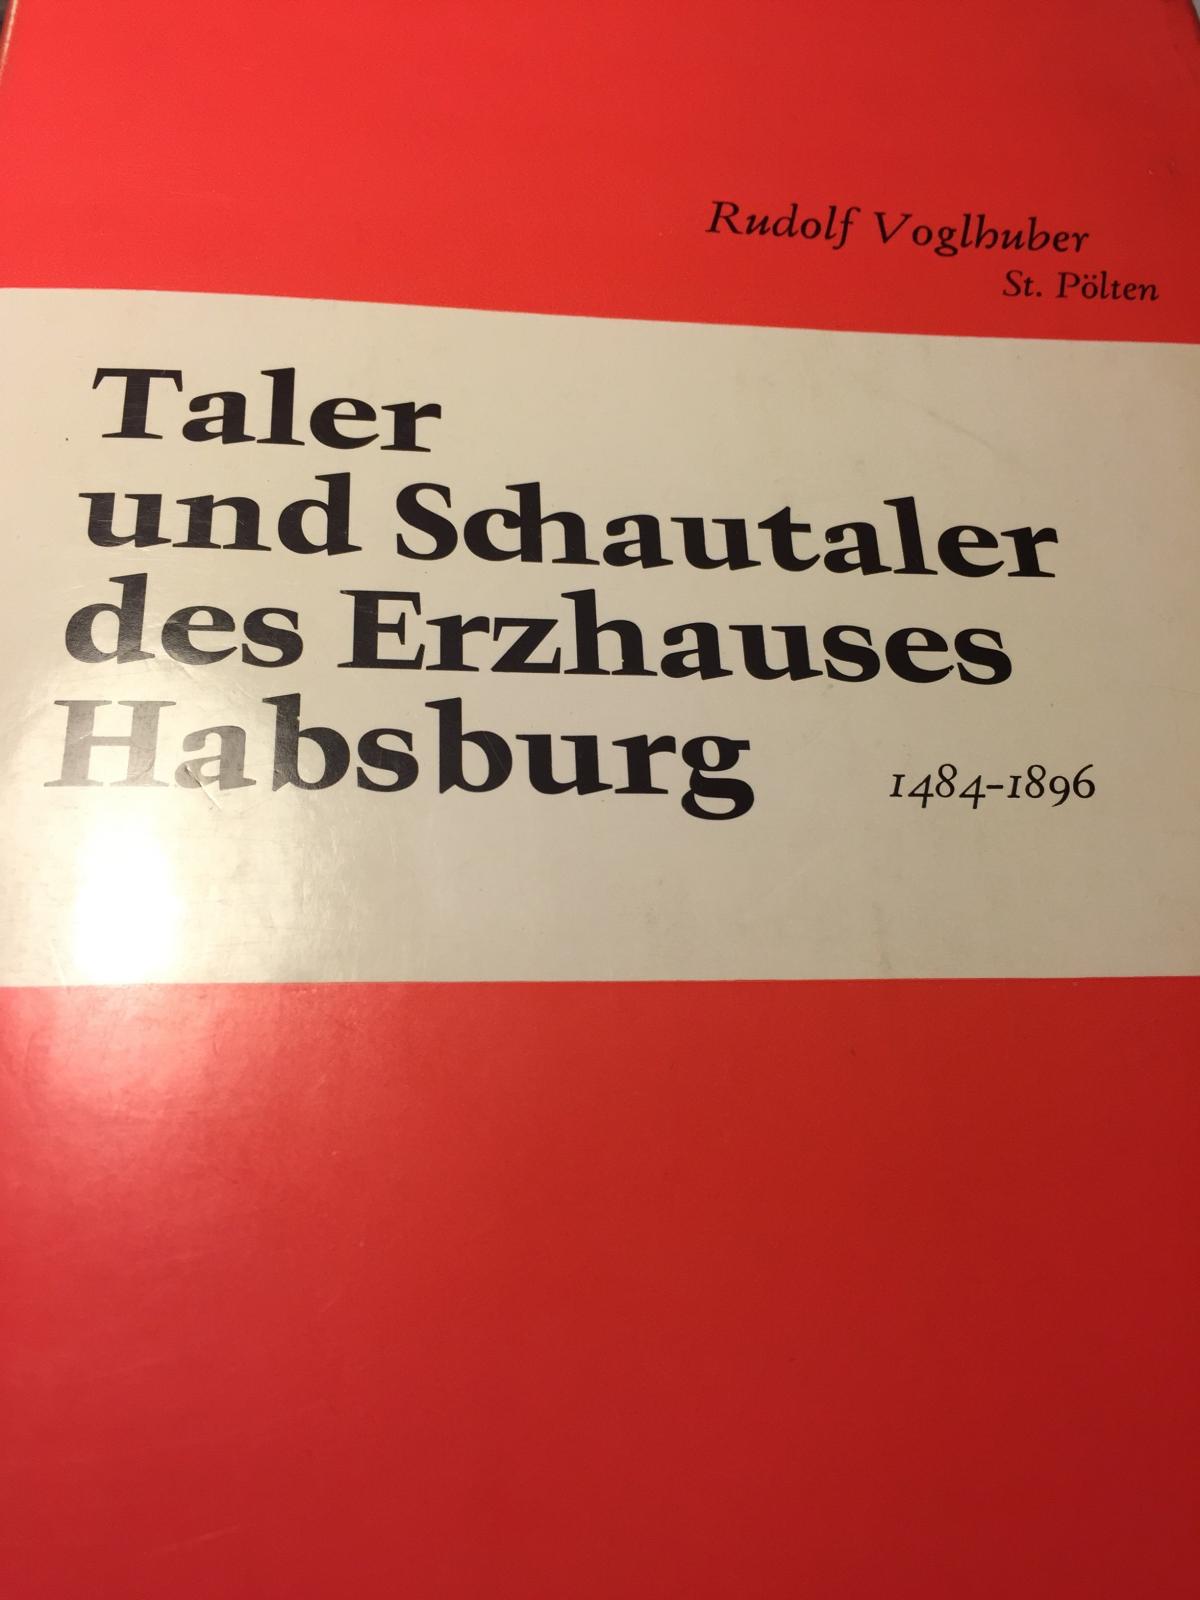 Rudolf Voglhuber
St. Pölten
Taler
und Schautaler
des Erzhauses
Habsburg 1484-1896